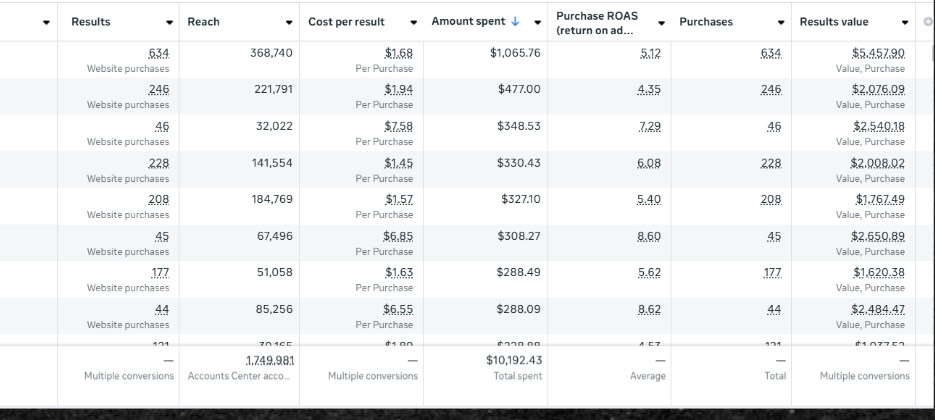 Results Reach Cost per result Amount spent ↓ Purchase ROAS (return on ad... Purchases Results value
634 368,740 $1.68 $1,065.76 5.12 634 $5,457.90
Website purchases Per Purchase Value, Purchase
246 221,791 $1.94 $477.00 4.35 246 $2,076.09
Website purchases Per Purchase Value, Purchase
46 32,022 $7.58 $348.53 7.29 46 $2,540.18
Website purchases Per Purchase Value, Purchase
228 141,554 $1.45 $330.43 6.08 228 $2,008.02
Website purchases Per Purchase Value, Purchase
208 184,769 $1.57 $327.10 5.40 208 $1,767.49
Website purchases Per Purchase Value, Purchase
45 67,496 $6.85 $308.27 8.60 45 $2,650.89
Website purchases Per Purchase Value, Purchase
177 51,058 $1.63 $288.49 5.62 177 $1,620.38
Website purchases Per Purchase Value, Purchase
44 85,256 $6.55 $288.09 8.62 44 $2,484.47
Website purchases Per Purchase Value, Purchase
— 1,749,981 — $10,192.43 — — —
Multiple conversions Accounts Center acco... Multiple conversions Total spent Average Total Multiple conversions